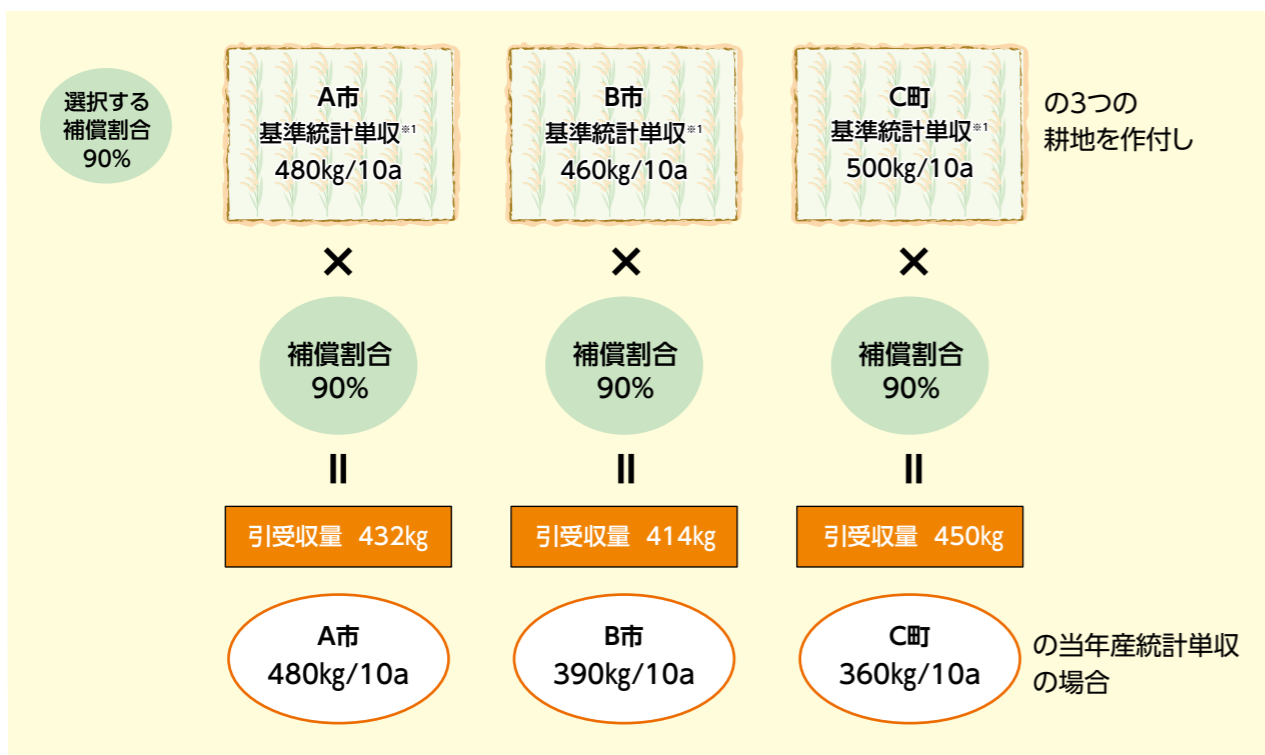 選択する
補償割合
90%
A市
基準統計単収※1
480kg/10a
B市
基準統計単収※1
460kg/10a
C町
基準統計単収※1
500kg/10a
の3つの
耕地を作付し
×
×
×
補償割合
90%
補償割合
90%
補償割合
90%
=
=
=
引受収量 432kg
引受収量 414kg
引受収量 450kg
A市
480kg/10a
B市
390kg/10a
C町
360kg/10a
の当年産統計単収
の場合